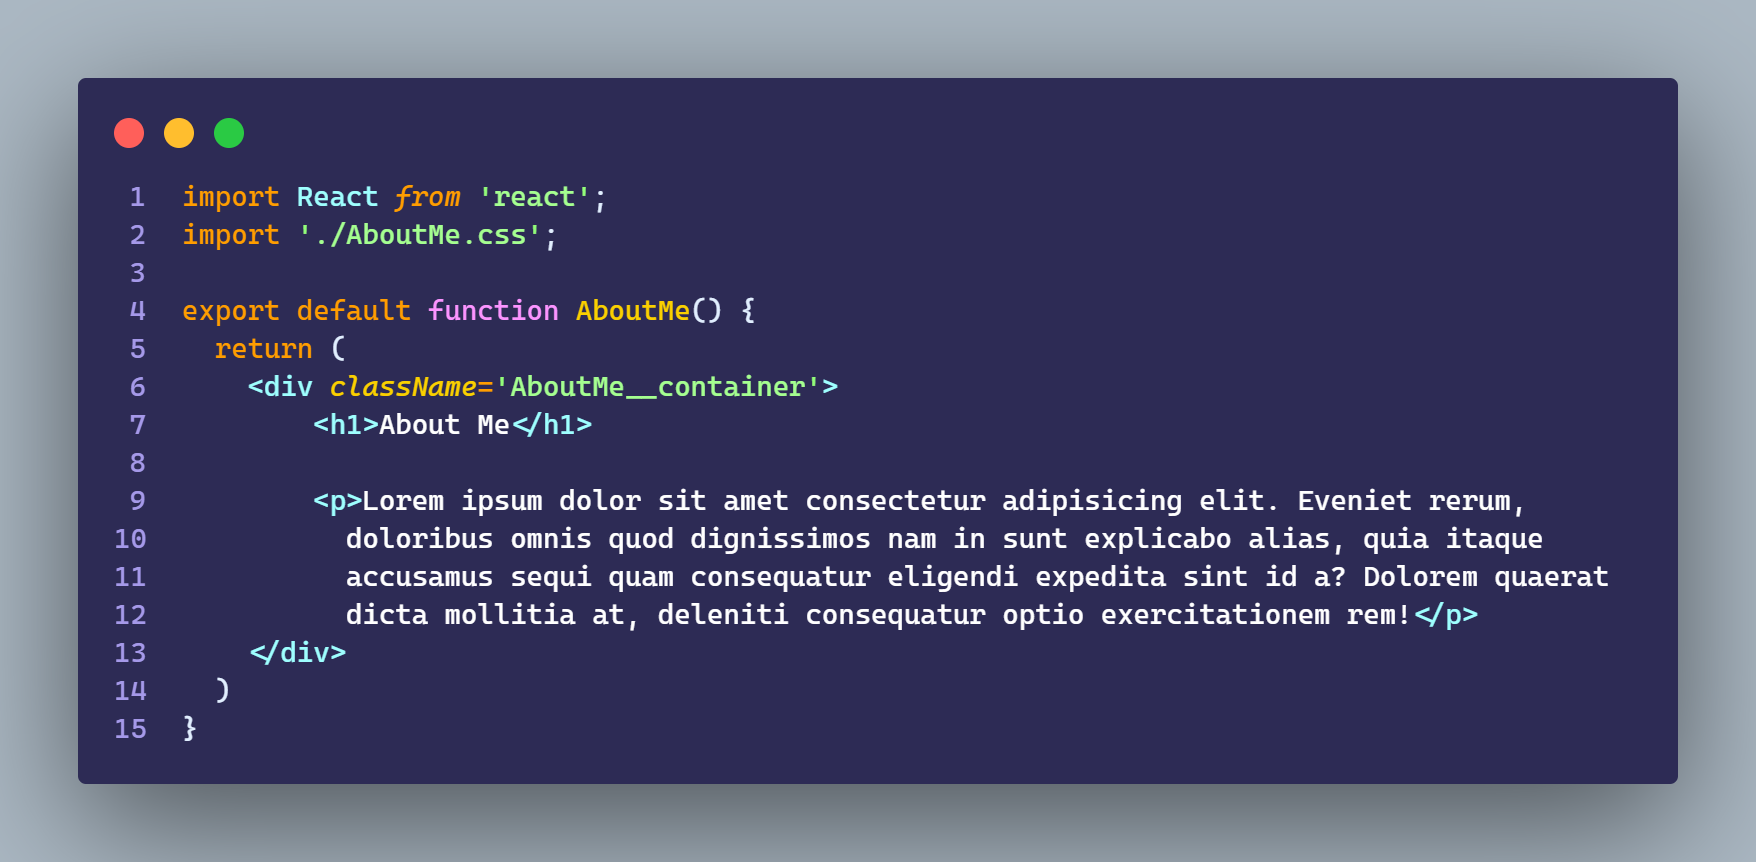 1 import React from 'react';
2 import './AboutMe.css';
3
4 export default function AboutMe() {
5   return (
6     <div className='AboutMe__container'>
7         <h1>About Me</h1>
8
9         <p>Lorem ipsum dolor sit amet consectetur adipisicing elit. Eveniet rerum,
10           doloribus omnis quod dignissimos nam in sunt explicabo alias, quia itaque
11           accusamus sequi quam consequatur eligendi expedita sint id a? Dolorem quaerat
12           dicta mollitia at, deleniti consequatur optio exercitationem rem!</p>
13     </div>
14   )
15 }